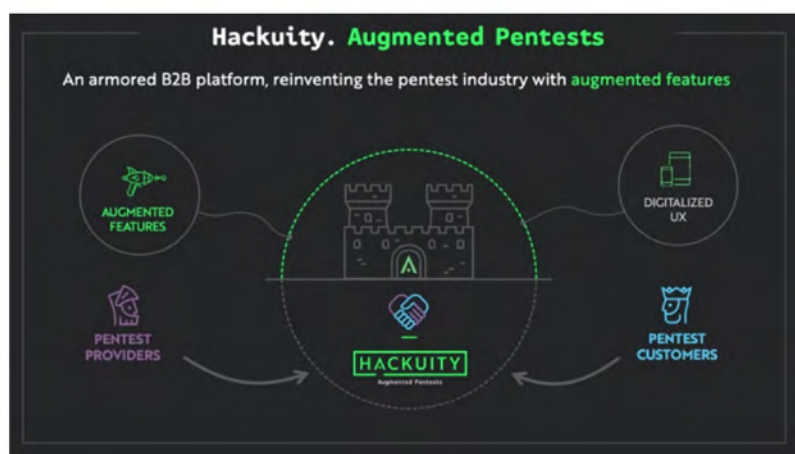 Hackuity. Augmented Pentests
An armored B2B platform, reinventing the pentest industry with augmented features
AUGMENTED
FEATURES
DIGITALIZED
UX
PENTEST
PROVIDERS
PENTEST
CUSTOMERS
HACKUITY
Augmented Pentests